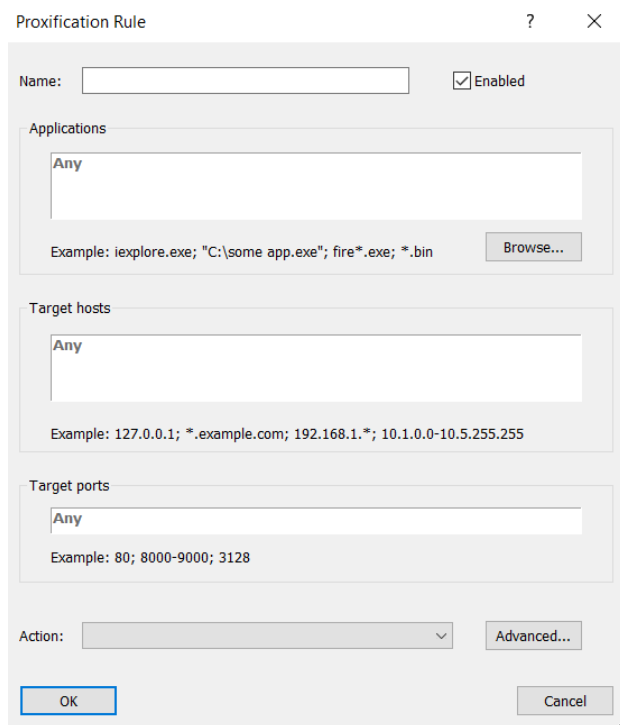 Proxification Rule
Name:
Enabled
Applications
Any
Example: iexplore.exe; "C:\some app.exe"; fire*.exe; *.bin
Browse...
Target hosts
Any
Example: 127.0.0.1; *.example.com; 192.168.1.*; 10.1.0.0-10.5.255.255
Target ports
Any
Example: 80; 8000-9000; 3128
Action:
Advanced...
OK
Cancel